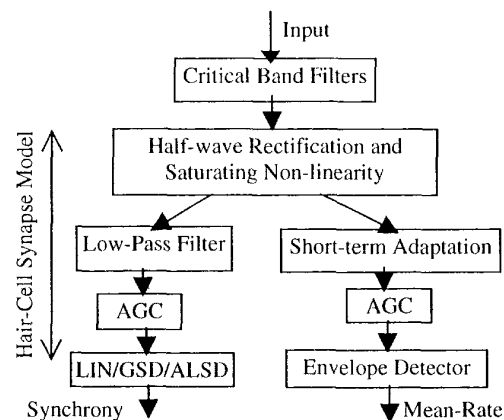 Input
Critical Band Filters
Half-wave Rectification and
Saturating Non-linearity
Hair-Cell Synapse Model
Low-Pass Filter
Short-term Adaptation
AGC
AGC
LIN/GSD/ALSD
Envelope Detector
Synchrony
Mean-Rate